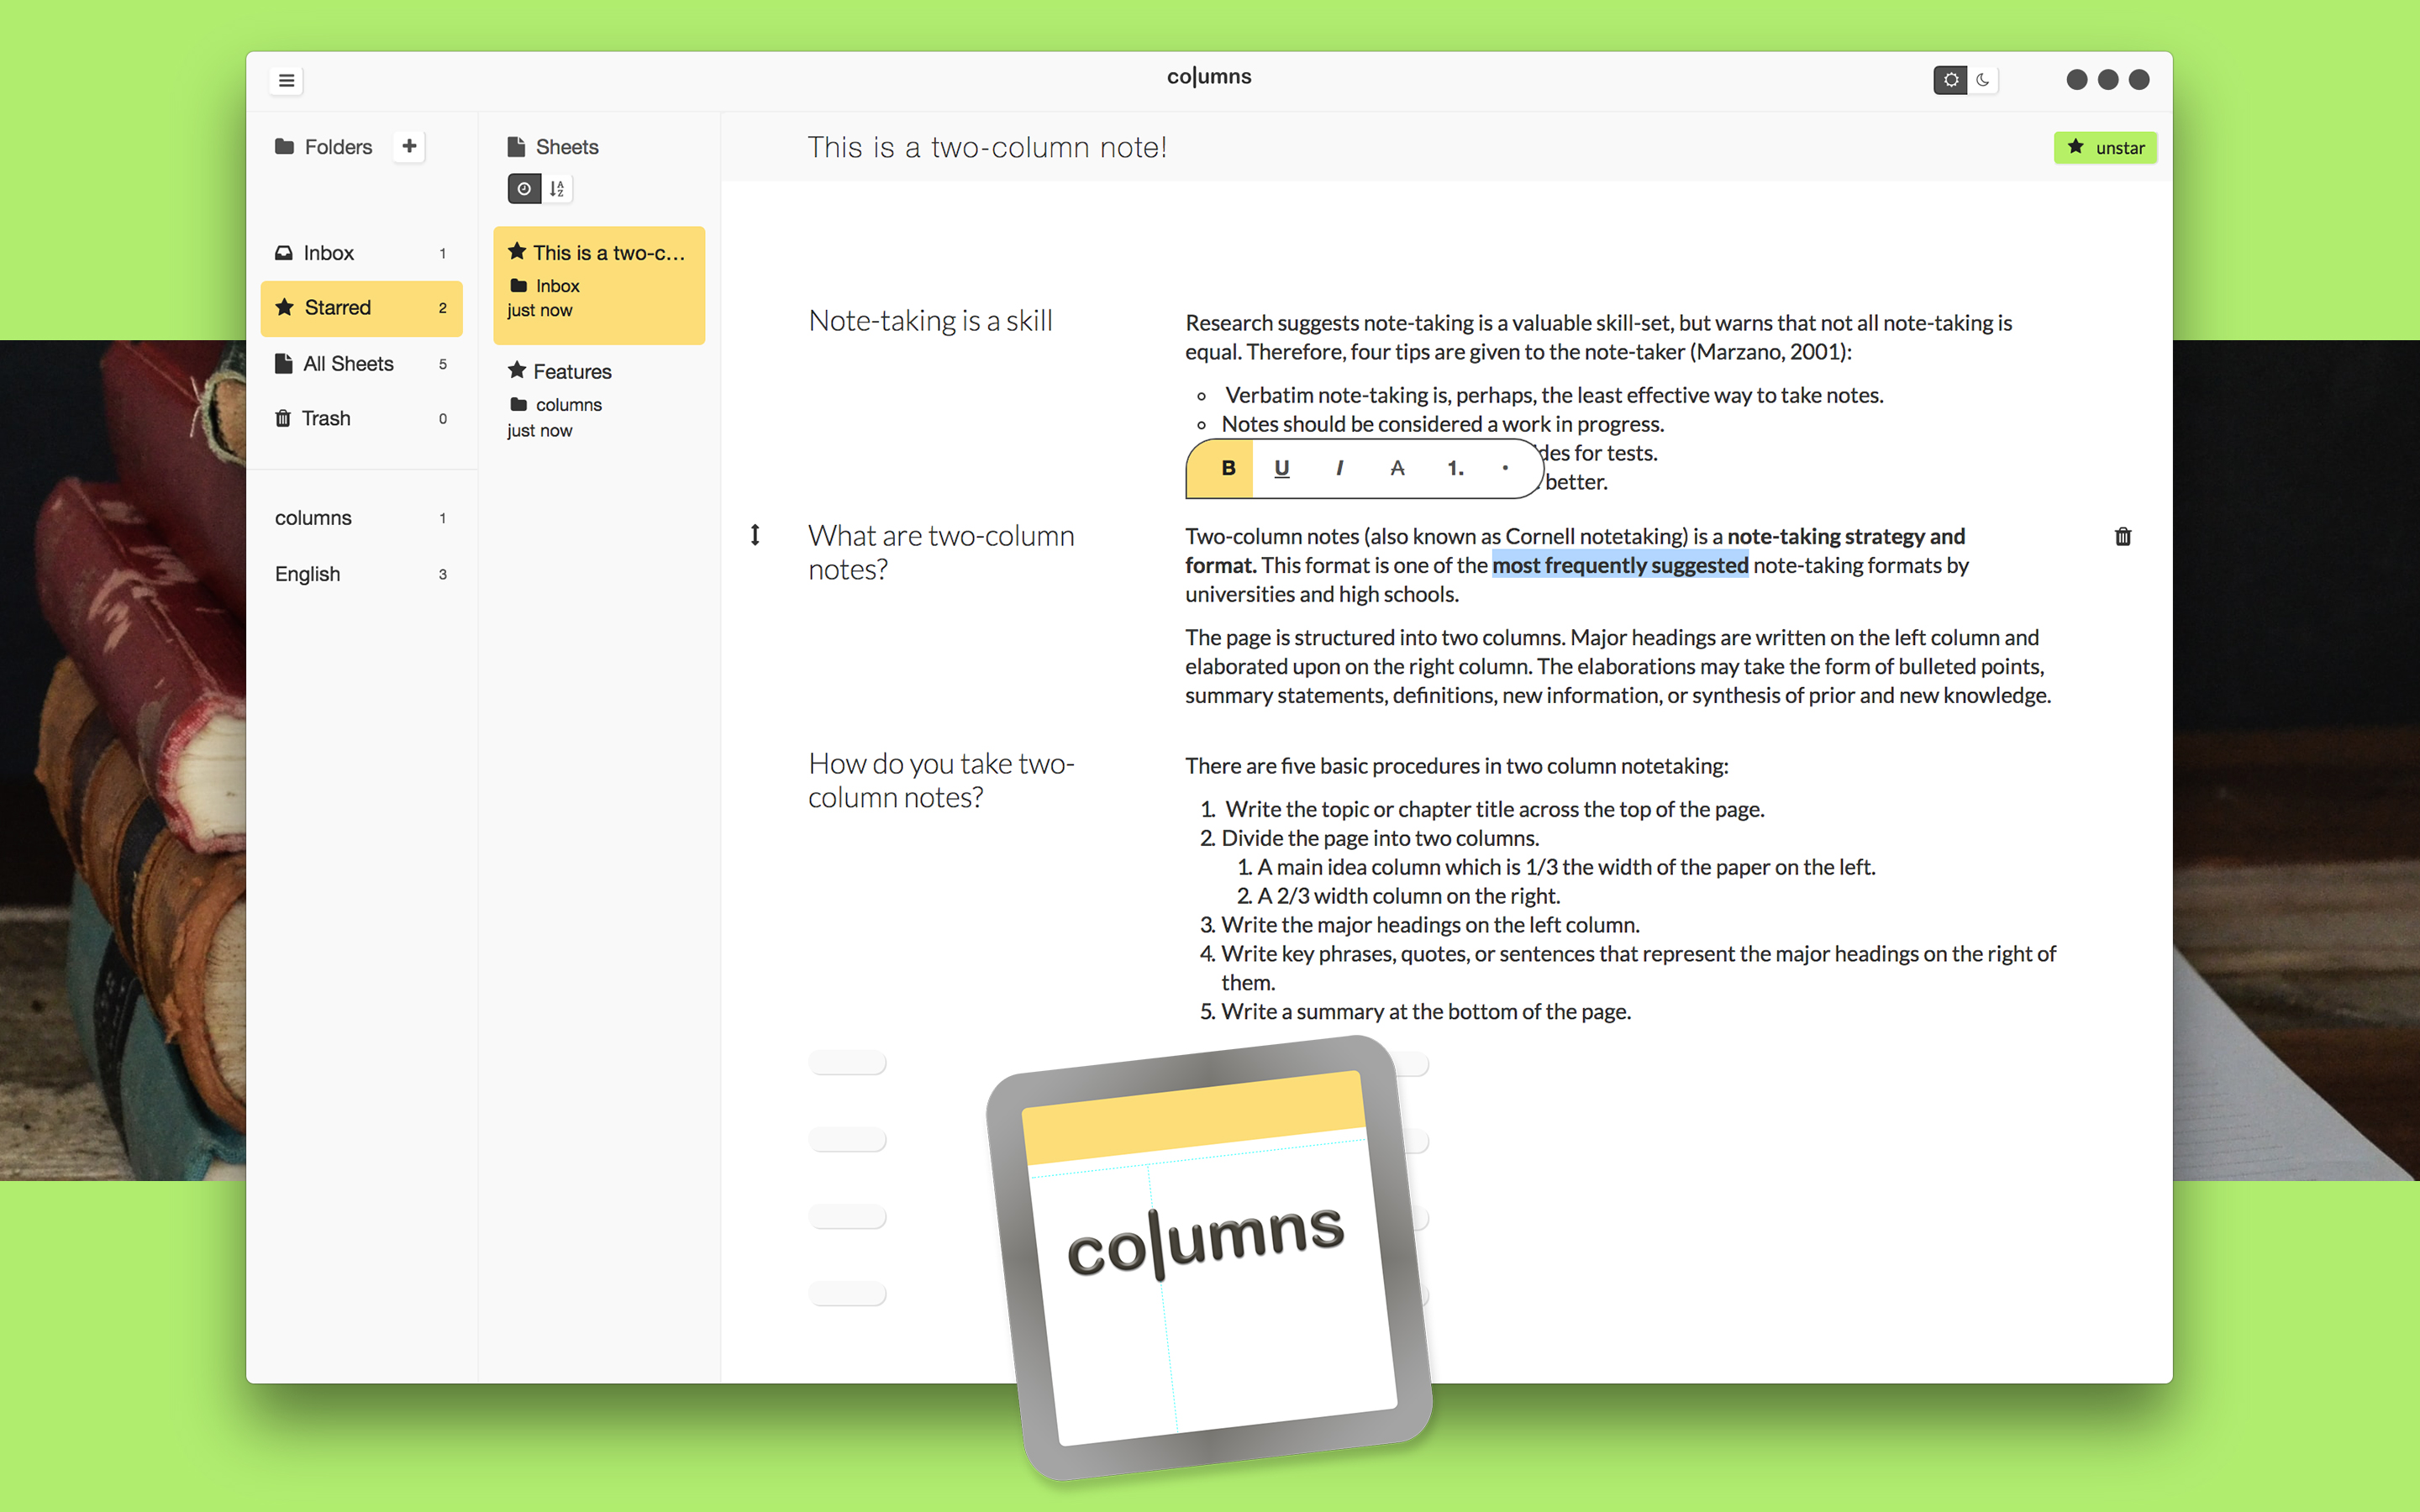 columns
Folders
Inbox 1
Starred 2
All Sheets 5
Trash 0
columns 1
English 3
Sheets
This is a two-c...
Inbox
just now
Features
columns
just now
This is a two-column note!
unstar
Note-taking is a skill
Research suggests note-taking is a valuable skill-set, but warns that not all note-taking is
equal. Therefore, four tips are given to the note-taker (Marzano, 2001):
Verbatim note-taking is, perhaps, the least effective way to take notes.
Notes should be considered a work in progress.
for tests.
better.
B U I A 1. •
What are two-column
notes?
Two-column notes (also known as Cornell notetaking) is a note-taking strategy and
format. This format is one of the most frequently suggested note-taking formats by
universities and high schools.
The page is structured into two columns. Major headings are written on the left column and
elaborated upon on the right column. The elaborations may take the form of bulleted points,
summary statements, definitions, new information, or synthesis of prior and new knowledge.
How do you take two-
column notes?
There are five basic procedures in two column notetaking:
1. Write the topic or chapter title across the top of the page.
2. Divide the page into two columns.
1. A main idea column which is 1/3 the width of the paper on the left.
2. A 2/3 width column on the right.
3. Write the major headings on the left column.
4. Write key phrases, quotes, or sentences that represent the major headings on the right of
them.
5. Write a summary at the bottom of the page.
columns